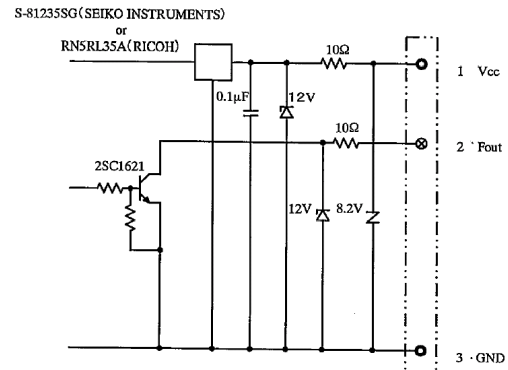 S-81235SG(SEIKO INSTRUMENTS)
or
RN5RL35A(RICOH)
10Ω
1 Vcc
0.1μF
12V
10Ω
2 Fout
2SC1621
12V
8.2V
3 GND